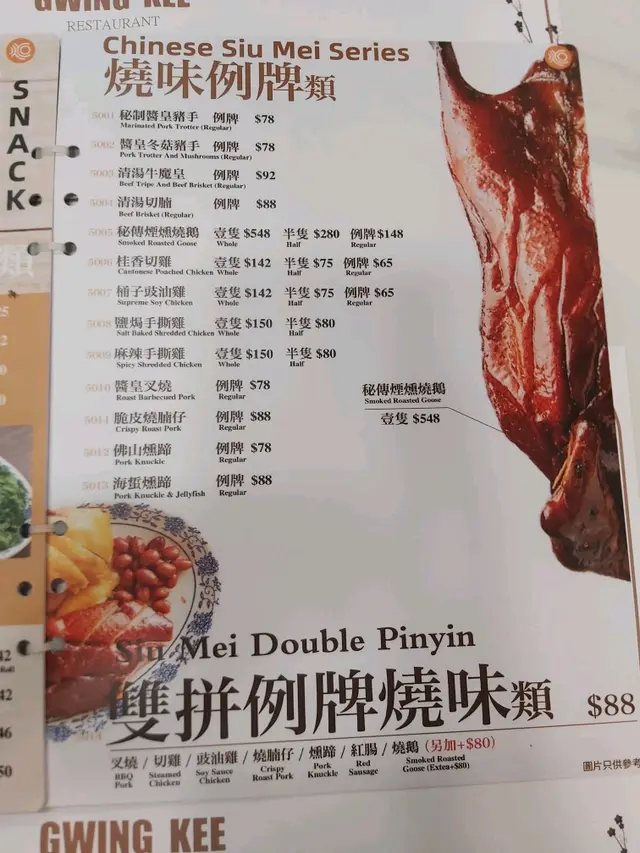 GWING KEE
RESTAURANT
SNACK
類
Chinese Siu Mei Series
燒味例牌類
5001 秘制醬皇豬手 例牌 $78
Marinated Pork Trotter (Regular)
5002 醬皇冬菇豬手 例牌 $78
Pork Trotter And Mushrooms (Regular)
5003 清湯牛魔皇 例牌 $92
Beef Tripe And Beef Brisket (Regular)
5004 清湯切腩 例牌 $88
Beef Brisket (Regular)
5005 秘傳煙燻燒鵝 壹隻 $548 半隻 $280 例牌 $148
Smoked Roasted Goose Whole Half Regular
5006 桂香切雞 壹隻 $142 半隻 $75 例牌 $65
Cantonese Poached Chicken Whole Half Regular
5007 桶子豉油雞 壹隻 $142 半隻 $75 例牌 $65
Supreme Soy Chicken Whole Half Regular
5008 鹽焗手撕雞 壹隻 $150 半隻 $80
Salt Baked Shredded Chicken Whole Half
5009 麻辣手撕雞 壹隻 $150 半隻 $80
Spicy Shredded Chicken Whole Half
5010 醬皇叉燒 例牌 $78
Roast Barbecued Pork Regular
5011 脆皮燒腩仔 例牌 $88
Crispy Roast Pork Regular
5012 佛山燻蹄 例牌 $78
Pork Knuckle Regular
5013 海蜇燻蹄 例牌 $88
Pork Knuckle & Jellyfish Regular
秘傳煙燻燒鵝
Smoked Roasted Goose
壹隻 $548
Siu Mei Double Pinyin
雙拼例牌燒味類 $88
5014
叉燒 / 切雞 / 豉油雞 / 燒腩仔 / 燻蹄 / 紅腸 / 燒鵝 (另加+$80)
BBQ Pork Steamed Chicken Soy Sauce Chicken Crispy Roast Pork Pork Knuckle Red Sausage Smoked Roasted Goose (Extea+$80)
圖片只供參考
GWING KEE